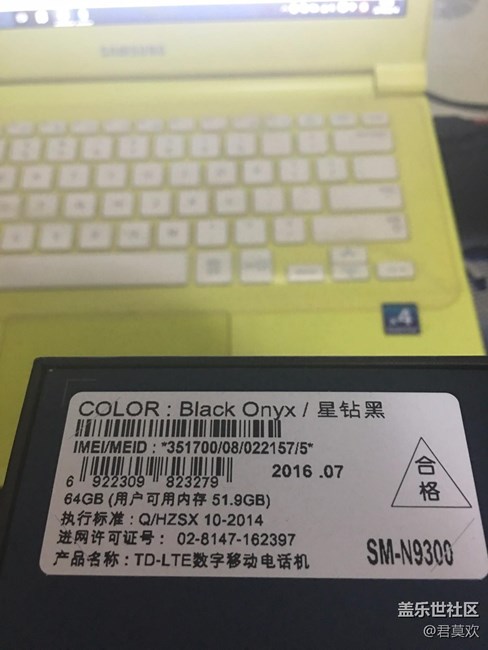 SAMSUNG
COLOR : Black Onyx / 星钻黑
IMEI/MEID : *351700/08/022157/5*
2016 .07
6 922309 823279
64GB (用户可用内存 51.9GB)
执行标准 : Q/HZSX 10-2014
进网许可证号 : 02-8147-162397
产品名称 : TD-LTE数字移动电话机
合格
SM-N9300
盖乐世社区
@君莫欢